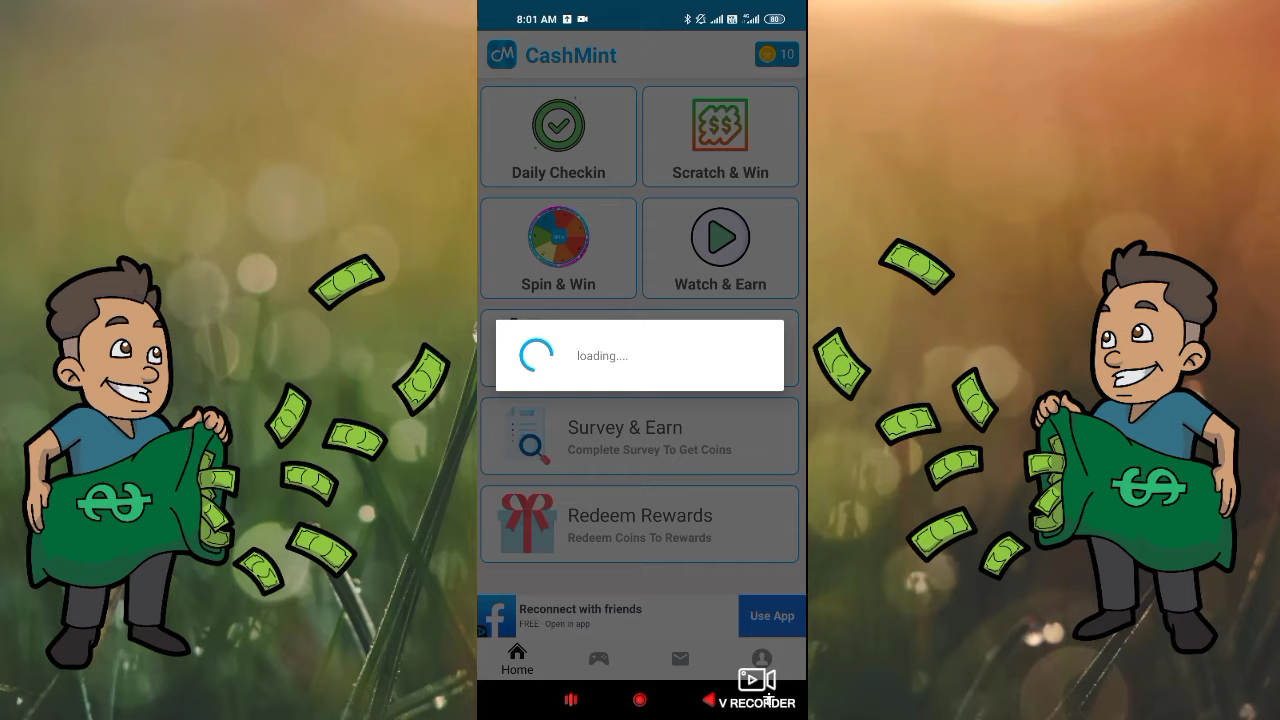 8:01 AM
80
CM CashMint
10
Daily Checkin
Scratch & Win
$$
Spin & Win
Watch & Earn
loading....
Survey & Earn
Complete Survey To Get Coins
Redeem Rewards
Redeem Coins To Rewards
Reconnect with friends
FREE · Open in app
Use App
Home
V RECORDER
$
$